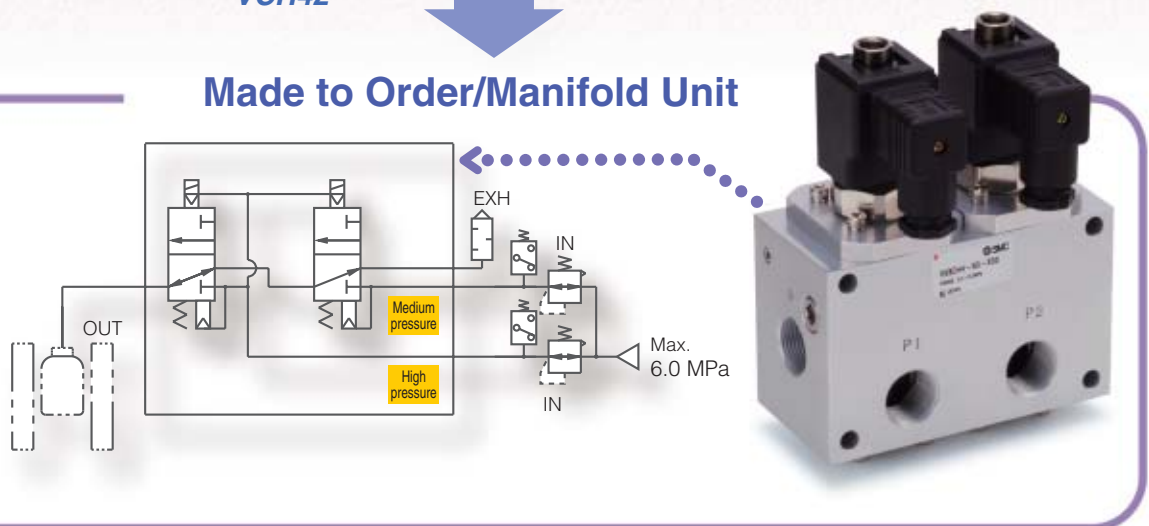 VCH42
Made to Order/Manifold Unit
EXH
IN
Medium
pressure
OUT
High
pressure
IN
Max.
6.0 MPa
SMC
P1
P2